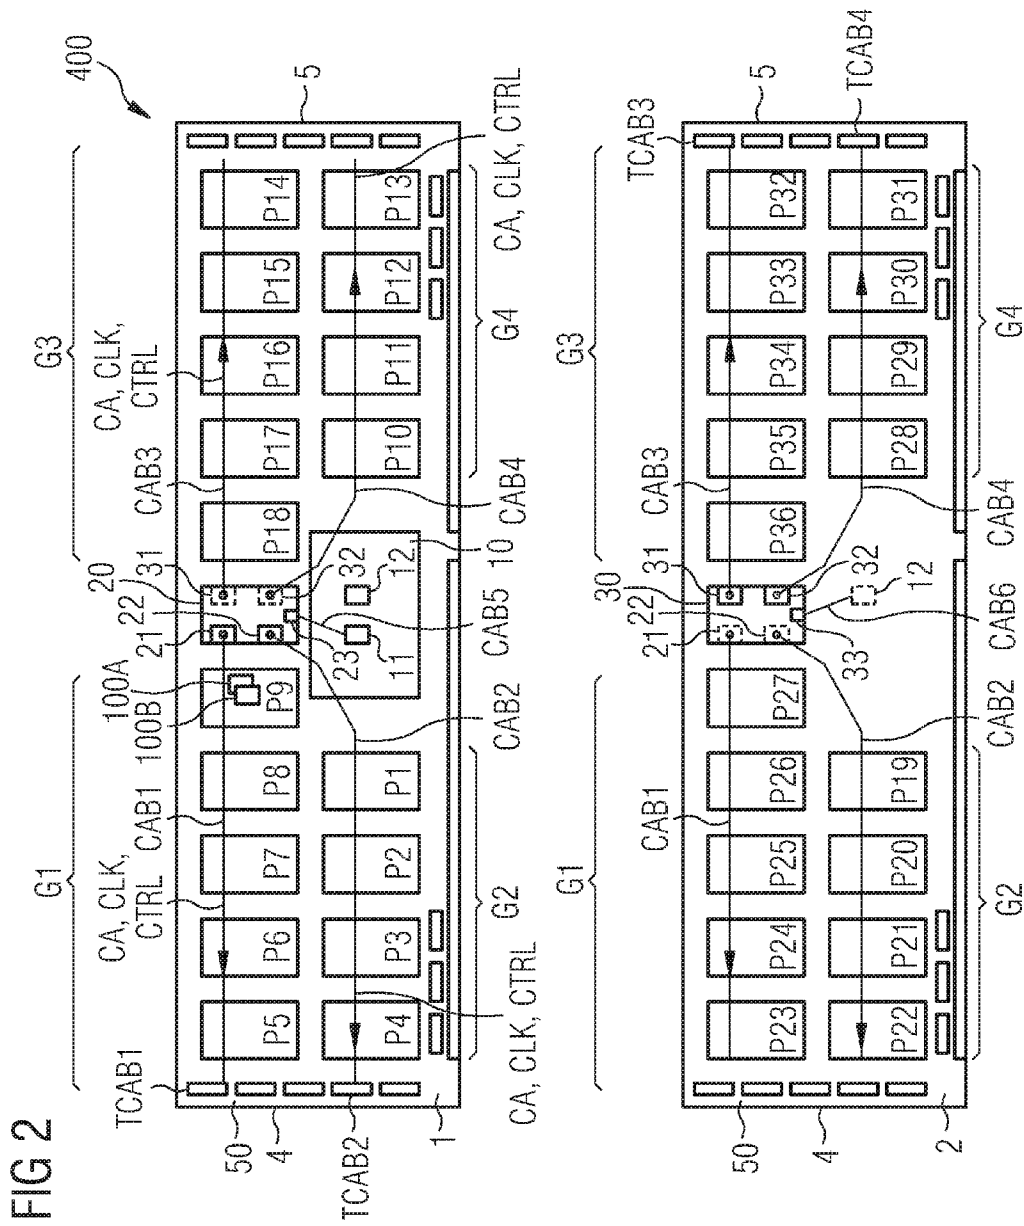 FIG 2
400
G1
G3
CA, CLK,
CTRL
CAB1
100B
100A
21
22
20
31
CAB3
CA, CLK,
CTRL
TCAB1
50
4
5
P5
P6
P7
P8
P9
P18
P17
P16
P15
P14
P4
P3
P2
P1
P10
P11
P12
P13
23
11
32
12
10
1
TCAB2
G2
G4
CA, CLK, CTRL
CAB2
CAB5
CAB4
CA, CLK, CTRL
G1
G3
CAB1
21
22
30
31
CAB3
TCAB3
50
4
5
TCAB4
P23
P24
P25
P26
P27
P36
P35
P34
P33
P32
P22
P21
P20
P19
P28
P29
P30
P31
33
32
12
2
G2
G4
CAB2
CAB6
CAB4